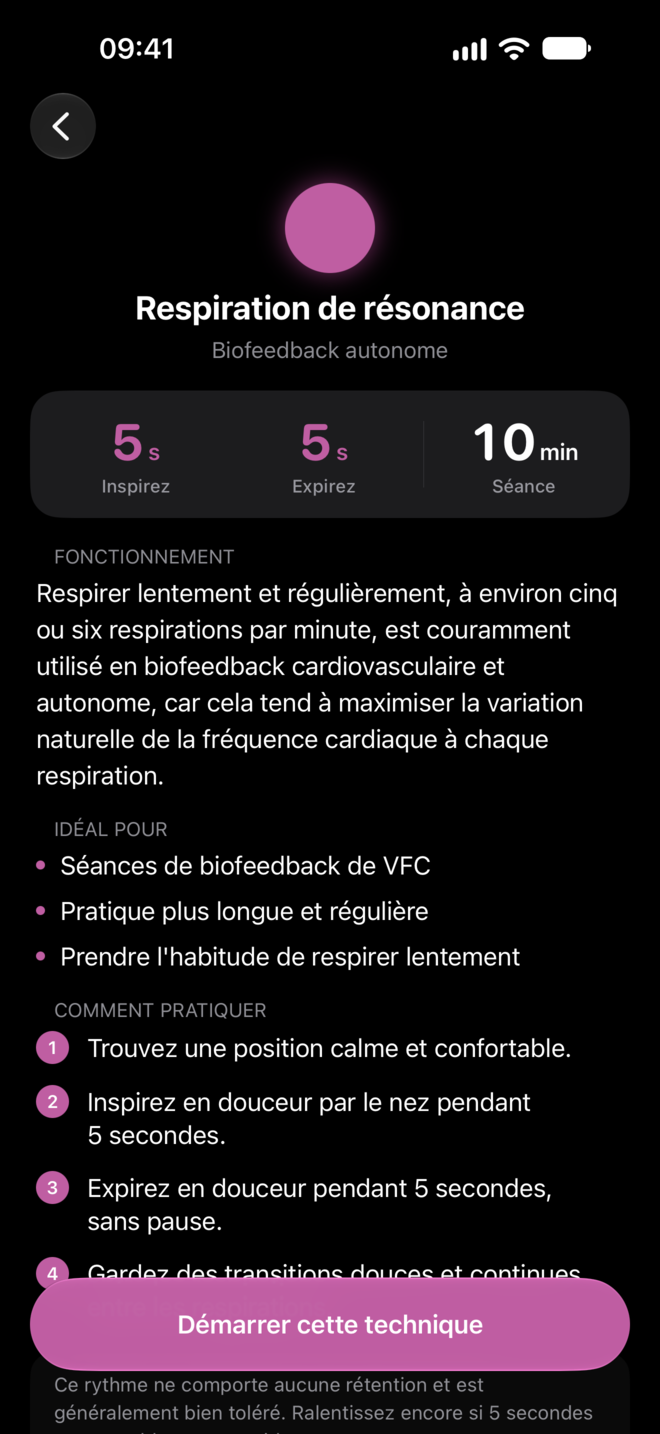 09:41
Respiration de résonance
Biofeedback autonome
5 s
Inspirez
5 s
Expirez
10 min
Séance
FONCTIONNEMENT
Respirer lentement et régulièrement, à environ cinq
ou six respirations par minute, est couramment
utilisé en biofeedback cardiovasculaire et
autonome, car cela tend à maximiser la variation
naturelle de la fréquence cardiaque à chaque
respiration.
IDÉAL POUR
Séances de biofeedback de VFC
Pratique plus longue et régulière
Prendre l'habitude de respirer lentement
COMMENT PRATIQUER
1 Trouvez une position calme et confortable.
2 Inspirez en douceur par le nez pendant
5 secondes.
3 Expirez en douceur pendant 5 secondes,
sans pause.
4 Gardez des transitions douces et continues
Démarrer cette technique
Ce rythme ne comporte aucune rétention et est
généralement bien toléré. Ralentissez encore si 5 secondes